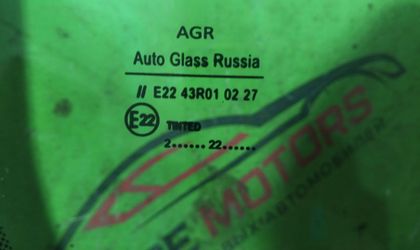 AGR
Auto Glass Russia
// E22 43R01 02 27
E22 TINTED
2...... 22......
MOTORS